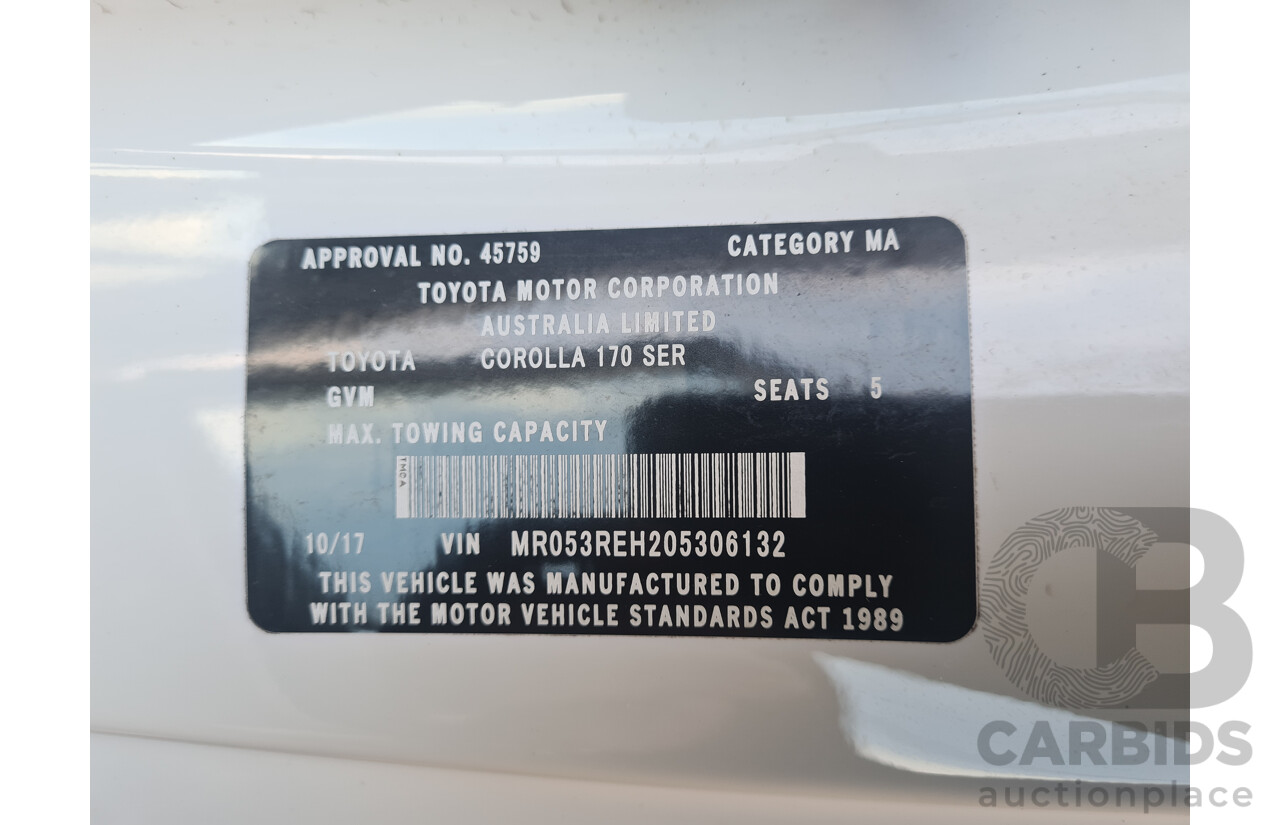 APPROVAL NO. 45759 CATEGORY MA
TOYOTA MOTOR CORPORATION
AUSTRALIA LIMITED
TOYOTA COROLLA 170 SER
GVM SEATS 5
MAX. TOWING CAPACITY
TMCA
10/17 VIN MR053REH205306132
THIS VEHICLE WAS MANUFACTURED TO COMPLY
WITH THE MOTOR VEHICLE STANDARDS ACT 1989
CB
CARBIDS
auctionplace